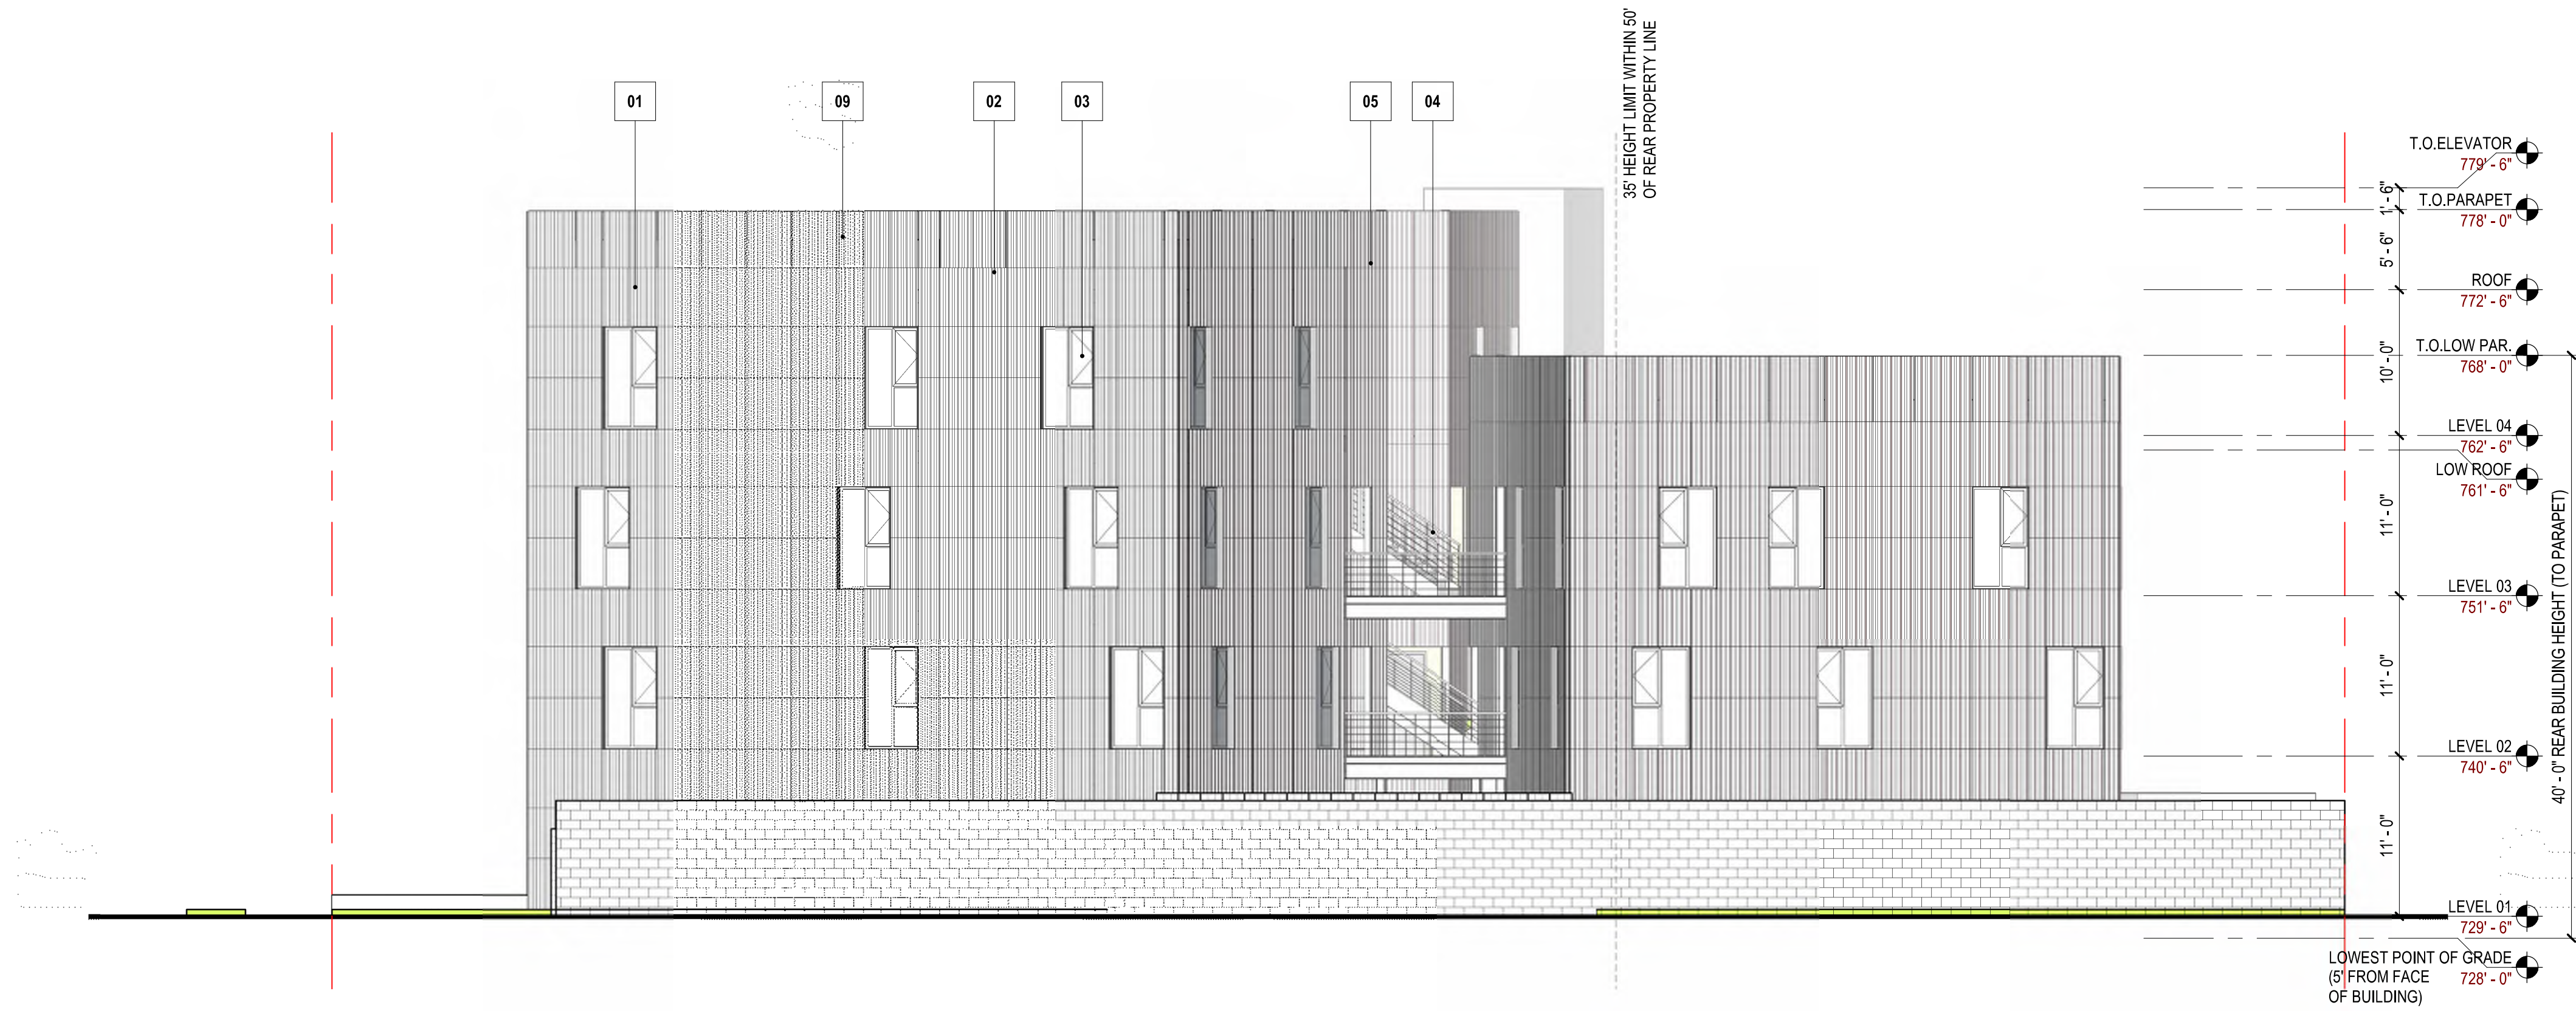 35' HEIGHT LIMIT WITHIN 50'
OF REAR PROPERTY LINE
01
09
02
03
05
04
T.O.ELEVATOR
779' - 6"
1' - 6"
T.O.PARAPET
778' - 0"
5' - 6"
ROOF
772' - 6"
10' - 0"
T.O.LOW PAR.
768' - 0"
LEVEL 04
762' - 6"
LOW ROOF
761' - 6"
11' - 0"
LEVEL 03
751' - 6"
11' - 0"
LEVEL 02
740' - 6"
11' - 0"
LEVEL 01
729' - 6"
40' - 0" REAR BUILDING HEIGHT (TO PARAPET)
LOWEST POINT OF GRADE
(5' FROM FACE 728' - 0"
OF BUILDING)